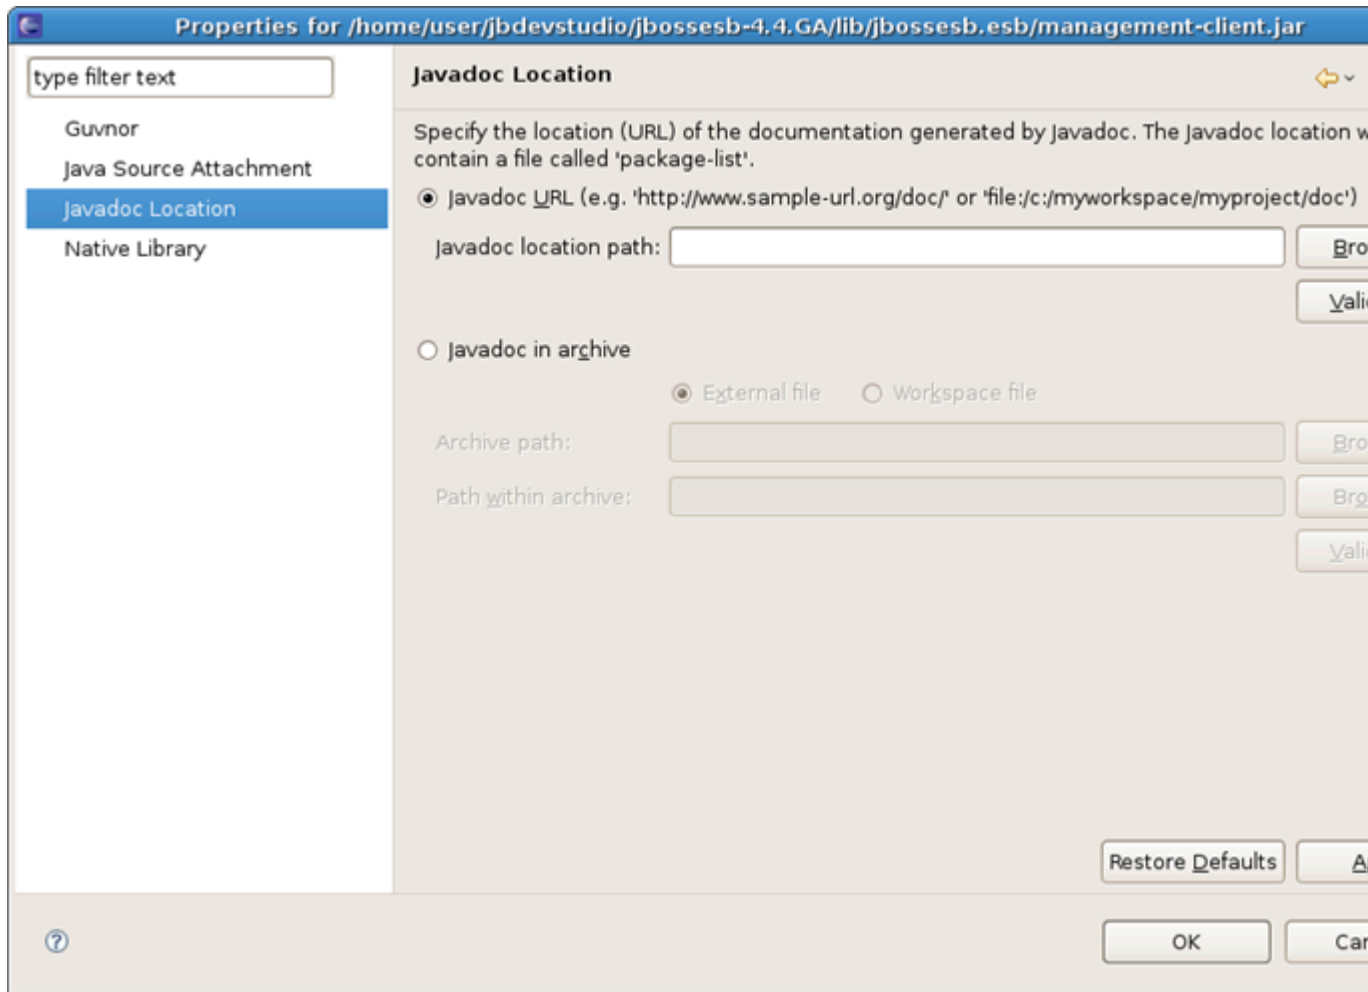 Properties for /home/user/jbdevstudio/jbossesb-4.4.GA/lib/jbossesb.esb/management-client.jar
type filter text
Guvnor
Java Source Attachment
Javadoc Location
Native Library
Javadoc Location
Specify the location (URL) of the documentation generated by Javadoc. The Javadoc location w
contain a file called 'package-list'.
Javadoc URL (e.g. 'http://www.sample-url.org/doc/' or 'file:/c:/myworkspace/myproject/doc')
Javadoc location path:
Bro
Vali
Javadoc in archive
External file Workspace file
Archive path:
Bro
Path within archive:
Bro
Vali
Restore Defaults
A
OK
Can